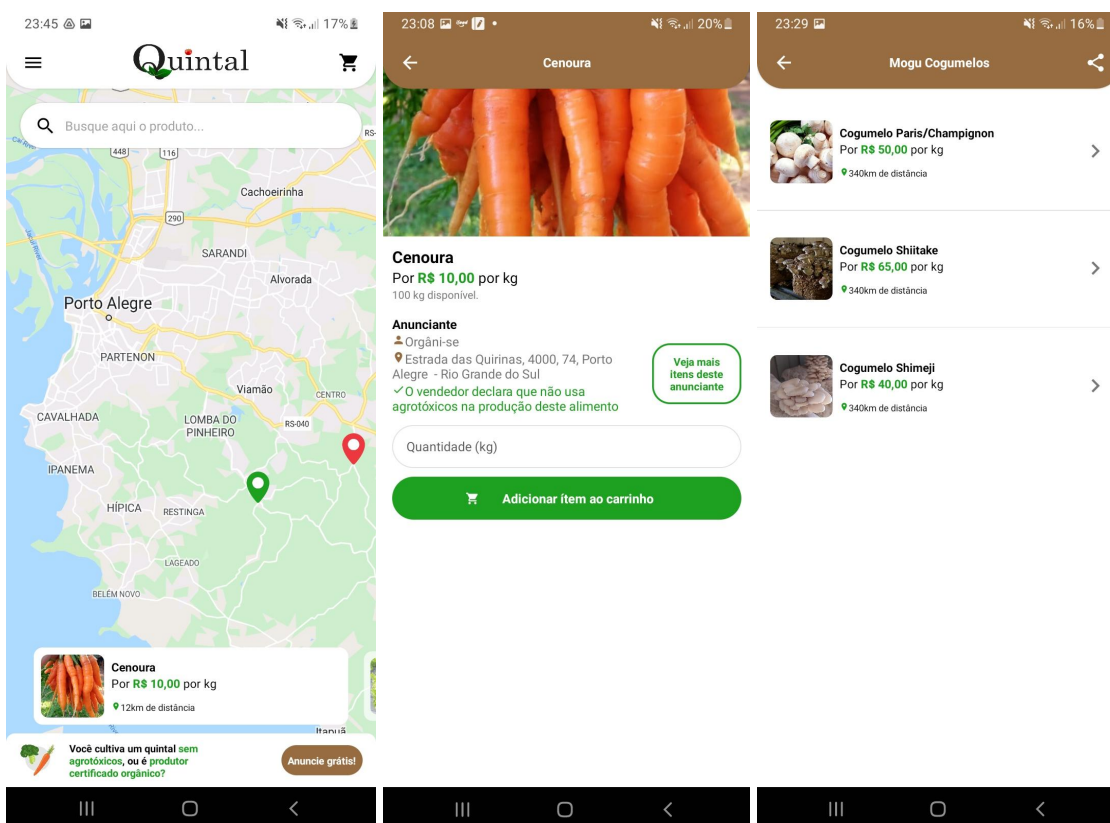 23:45
17%
Quintal
Busque aqui o produto...
RS-
448
116
Cachoeirinha
290
SARANDI
Alvorada
Porto Alegre
PARTENON
Viamão
CENTRO
CAVALHADA
LOMBA DO
PINHEIRO
RS-040
IPANEMA
HÍPICA
RESTINGA
LAGEADO
BELÉM NOVO
Cenoura
Por R$ 10,00 por kg
12km de distância
Itapuã
Você cultiva um quintal sem
agrotóxicos, ou é produtor
certificado orgânico?
Anuncie grátis!
23:08
20%
Cenoura
Cenoura
Por R$ 10,00 por kg
100 kg disponível.
Anunciante
Orgâni-se
Estrada das Quirinas, 4000, 74, Porto
Alegre - Rio Grande do Sul
O vendedor declara que não usa
agrotóxicos na produção deste alimento
Veja mais
itens deste
anunciante
Quantidade (kg)
Adicionar ítem ao carrinho
23:29
16%
Mogu Cogumelos
Cogumelo Paris/Champignon
Por R$ 50,00 por kg
340km de distância
Cogumelo Shiitake
Por R$ 65,00 por kg
340km de distância
Cogumelo Shimeji
Por R$ 40,00 por kg
340km de distância